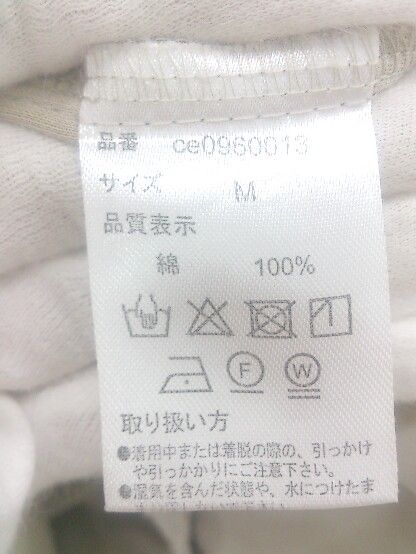 品番 ce0960013
サイズ M
品質表示
綿 100%
F W
取り扱い方
●着用中または着脱の際の、引っかけ
や引っかかりにご注意下さい。
●湿気を含んだ状態や、水につけたま